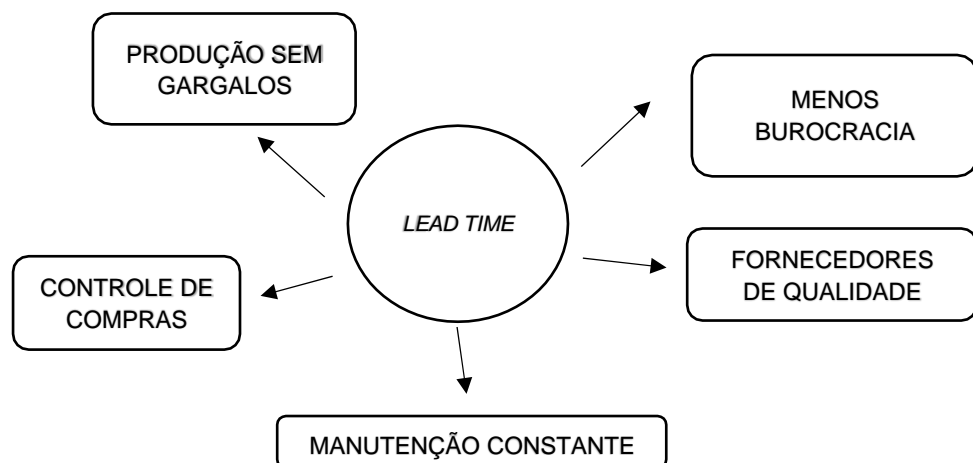 PRODUÇÃO SEM
GARGALOS
MENOS
BUROCRACIA
LEAD TIME
CONTROLE DE
COMPRAS
FORNECEDORES
DE QUALIDADE
MANUTENÇÃO CONSTANTE